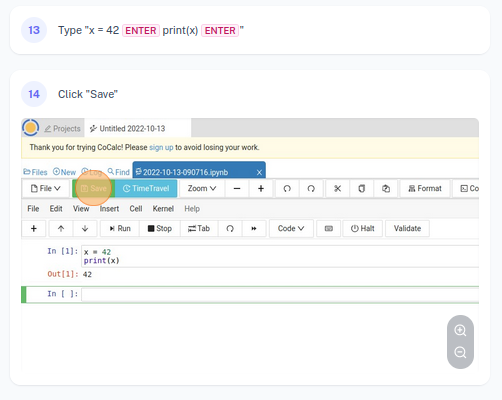 13 Type "x = 42 ENTER print(x) ENTER"
14 Click "Save"
Projects Untitled 2022-10-13
Thank you for trying CoCalc! Please sign up to avoid losing your work.
Files New Log Find 2022-10-13-090716.ipynb X
File Save TimeTravel Zoom Format Co
File Edit View Insert Cell Kernel Help
Run Stop Tab Code Halt Validate
In [1]: x = 42
print(x)
Out[1]: 42
In [ ]: